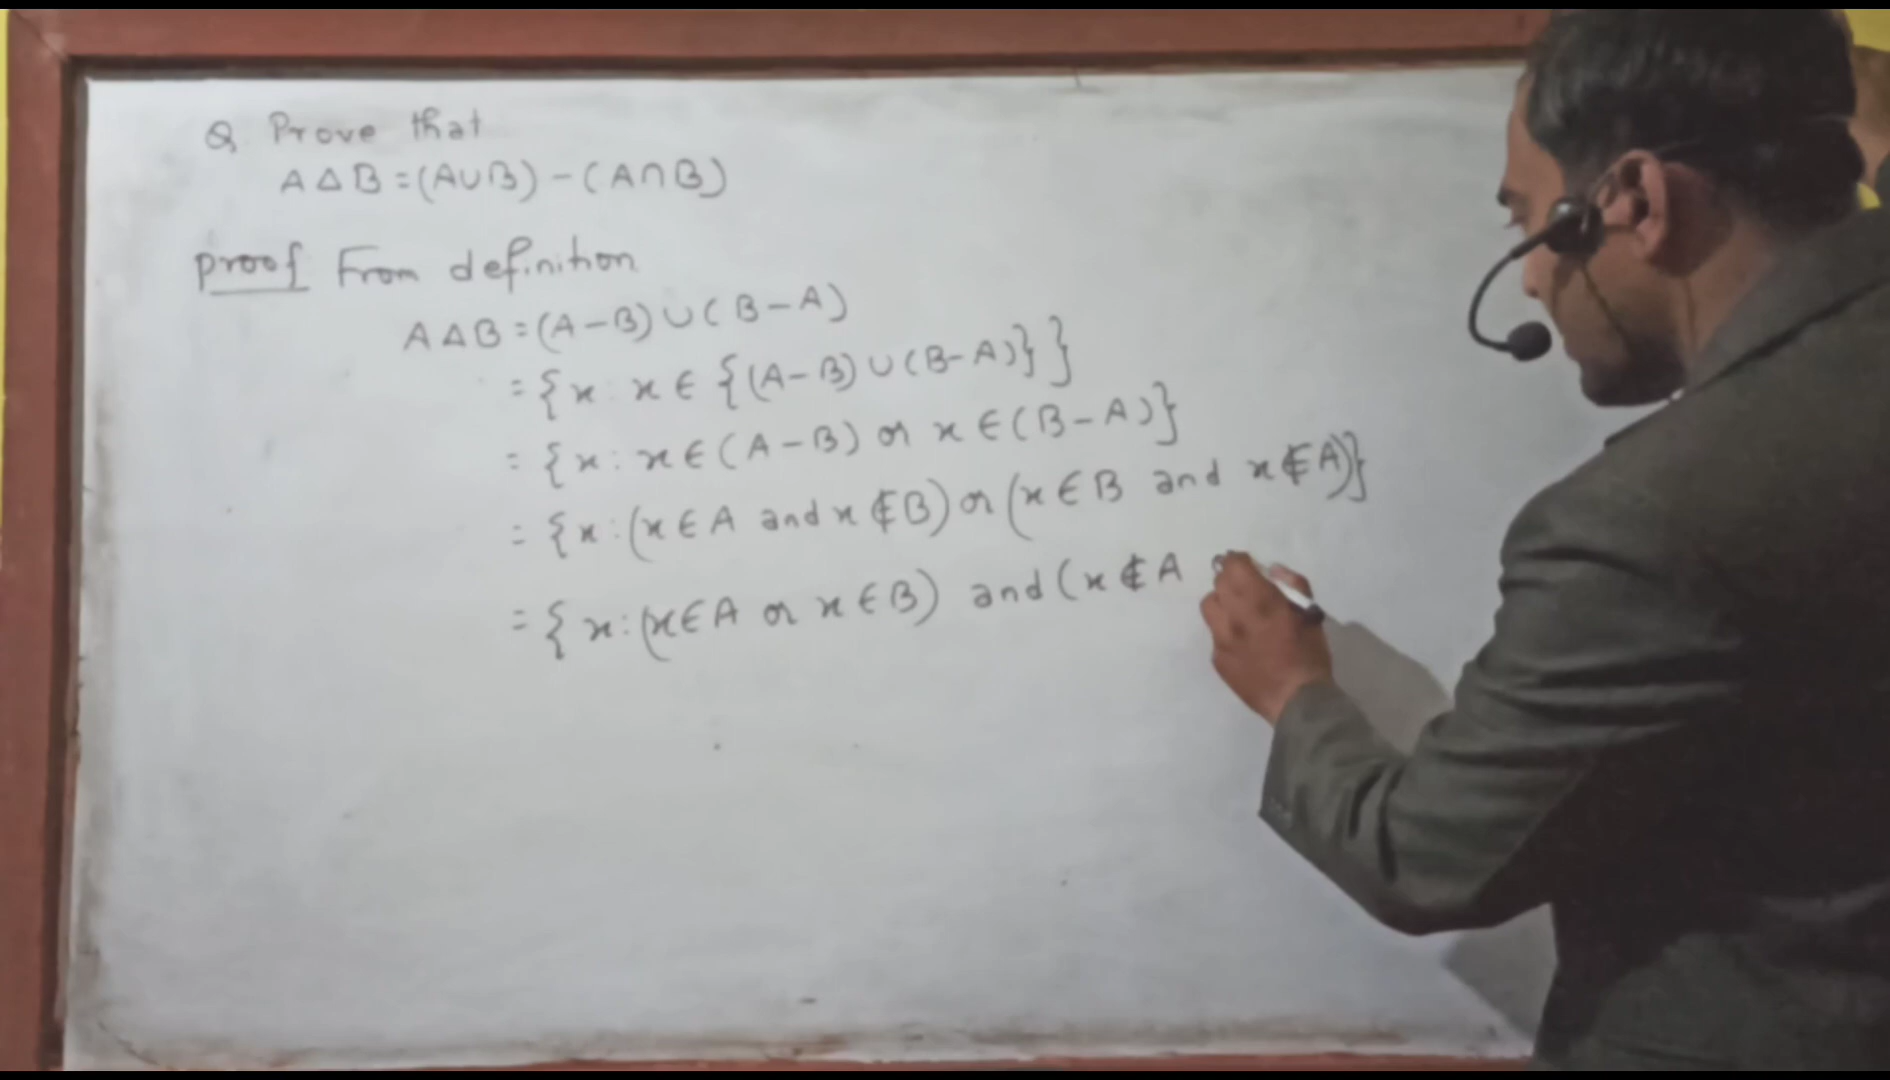 Q Prove that
A Δ B = (A∪B) - (A∩B)
proof From definition
A Δ B = (A-B) ∪ (B-A)
= {x : x ∈ {(A-B) ∪ (B-A)} }
= {x : x ∈ (A-B) or x ∈ (B-A)}
= {x : (x ∈ A and x ∉ B) or (x ∈ B and x ∉ A)}
= { x : (x ∈ A or x ∈ B) and (x ∉ A